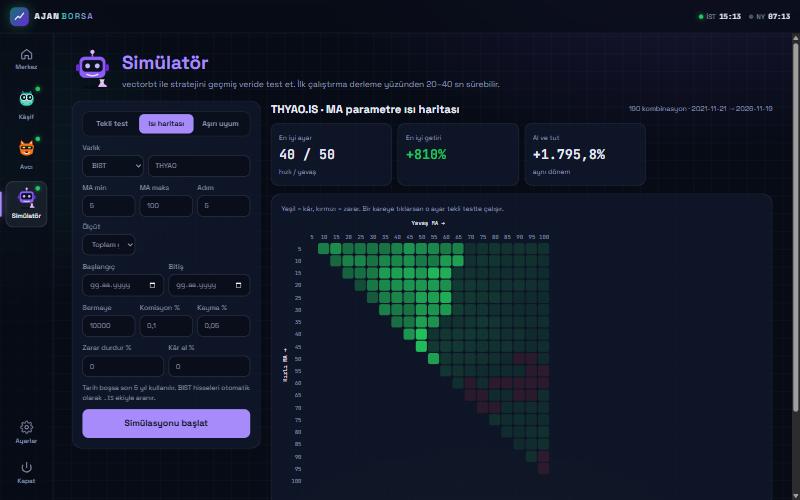 AJAN BORSA
İST 15:13 NY 07:13
Merkez
Kâşif
Avcı
Simülatör
Ayarlar
Kapat
Simülatör
vectorbt ile stratejini geçmiş veride test et. İlk çalıştırma derleme yüzünden 20–40 sn sürebilir.
Tekli test Isı haritası Aşırı uyum
Varlık
BIST THYAO
MA min MA maks Adım
5 100 5
Ölçüt
Toplam
Başlangıç Bitiş
gg.aa.yyyy gg.aa.yyyy
Sermaye Komisyon % Kayma %
10000 0,1 0,05
Zarar durdur % Kâr al %
0 0
Tarih boşsa son 5 yıl kullanılır. BIST hisseleri otomatik
olarak .IS ekiyle aranır.
Simülasyonu başlat
THYAO.IS · MA parametre ısı haritası
190 kombinasyon · 2021-11-21 → 2026-11-19
En iyi ayar
40 / 50
hızlı / yavaş
En iyi getiri
+810%
Al ve tut
+1.795,8%
aynı dönem
Yeşil = kâr, kırmızı = zarar. Bir kareye tıklarsan o ayar tekli testte çalışır.
Yavaş MA →
5 10 15 20 25 30 35 40 45 50 55 60 65 70 75 80 85 90 95 100
Hızlı MA →
5
10
15
20
25
30
35
40
45
50
55
60
65
70
75
80
85
90
95
100